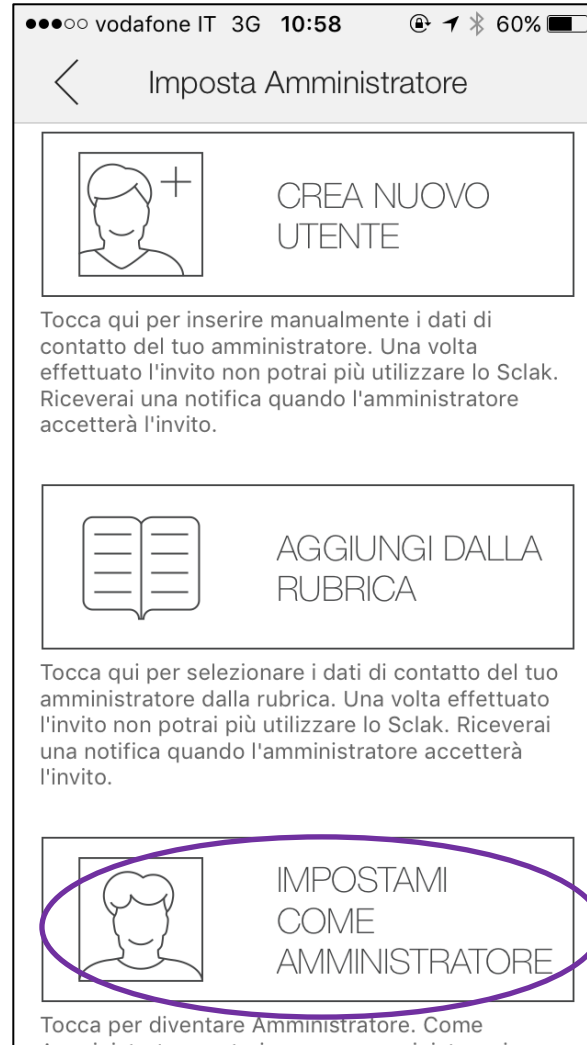 vodafone IT 3G 10:58 60%
Imposta Amministratore
CREA NUOVO
UTENTE
Tocca qui per inserire manualmente i dati di
contatto del tuo amministratore. Una volta
effettuato l'invito non potrai più utilizzare lo Sclak.
Riceverai una notifica quando l'amministratore
accetterà l'invito.
AGGIUNGI DALLA
RUBRICA
Tocca qui per selezionare i dati di contatto del tuo
amministratore dalla rubrica. Una volta effettuato
l'invito non potrai più utilizzare lo Sclak. Riceverai
una notifica quando l'amministratore accetterà
l'invito.
IMPOSTAMI
COME
AMMINISTRATORE
Tocca per diventare Amministratore. Come